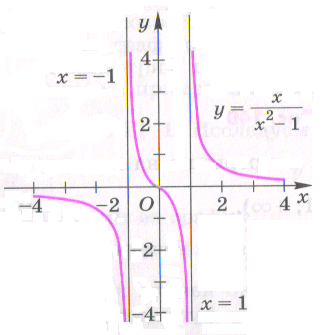 y
4
x = -1
y = x / (x² - 1)
2
-4 -2 O 2 4 x
-2
x = 1
-4